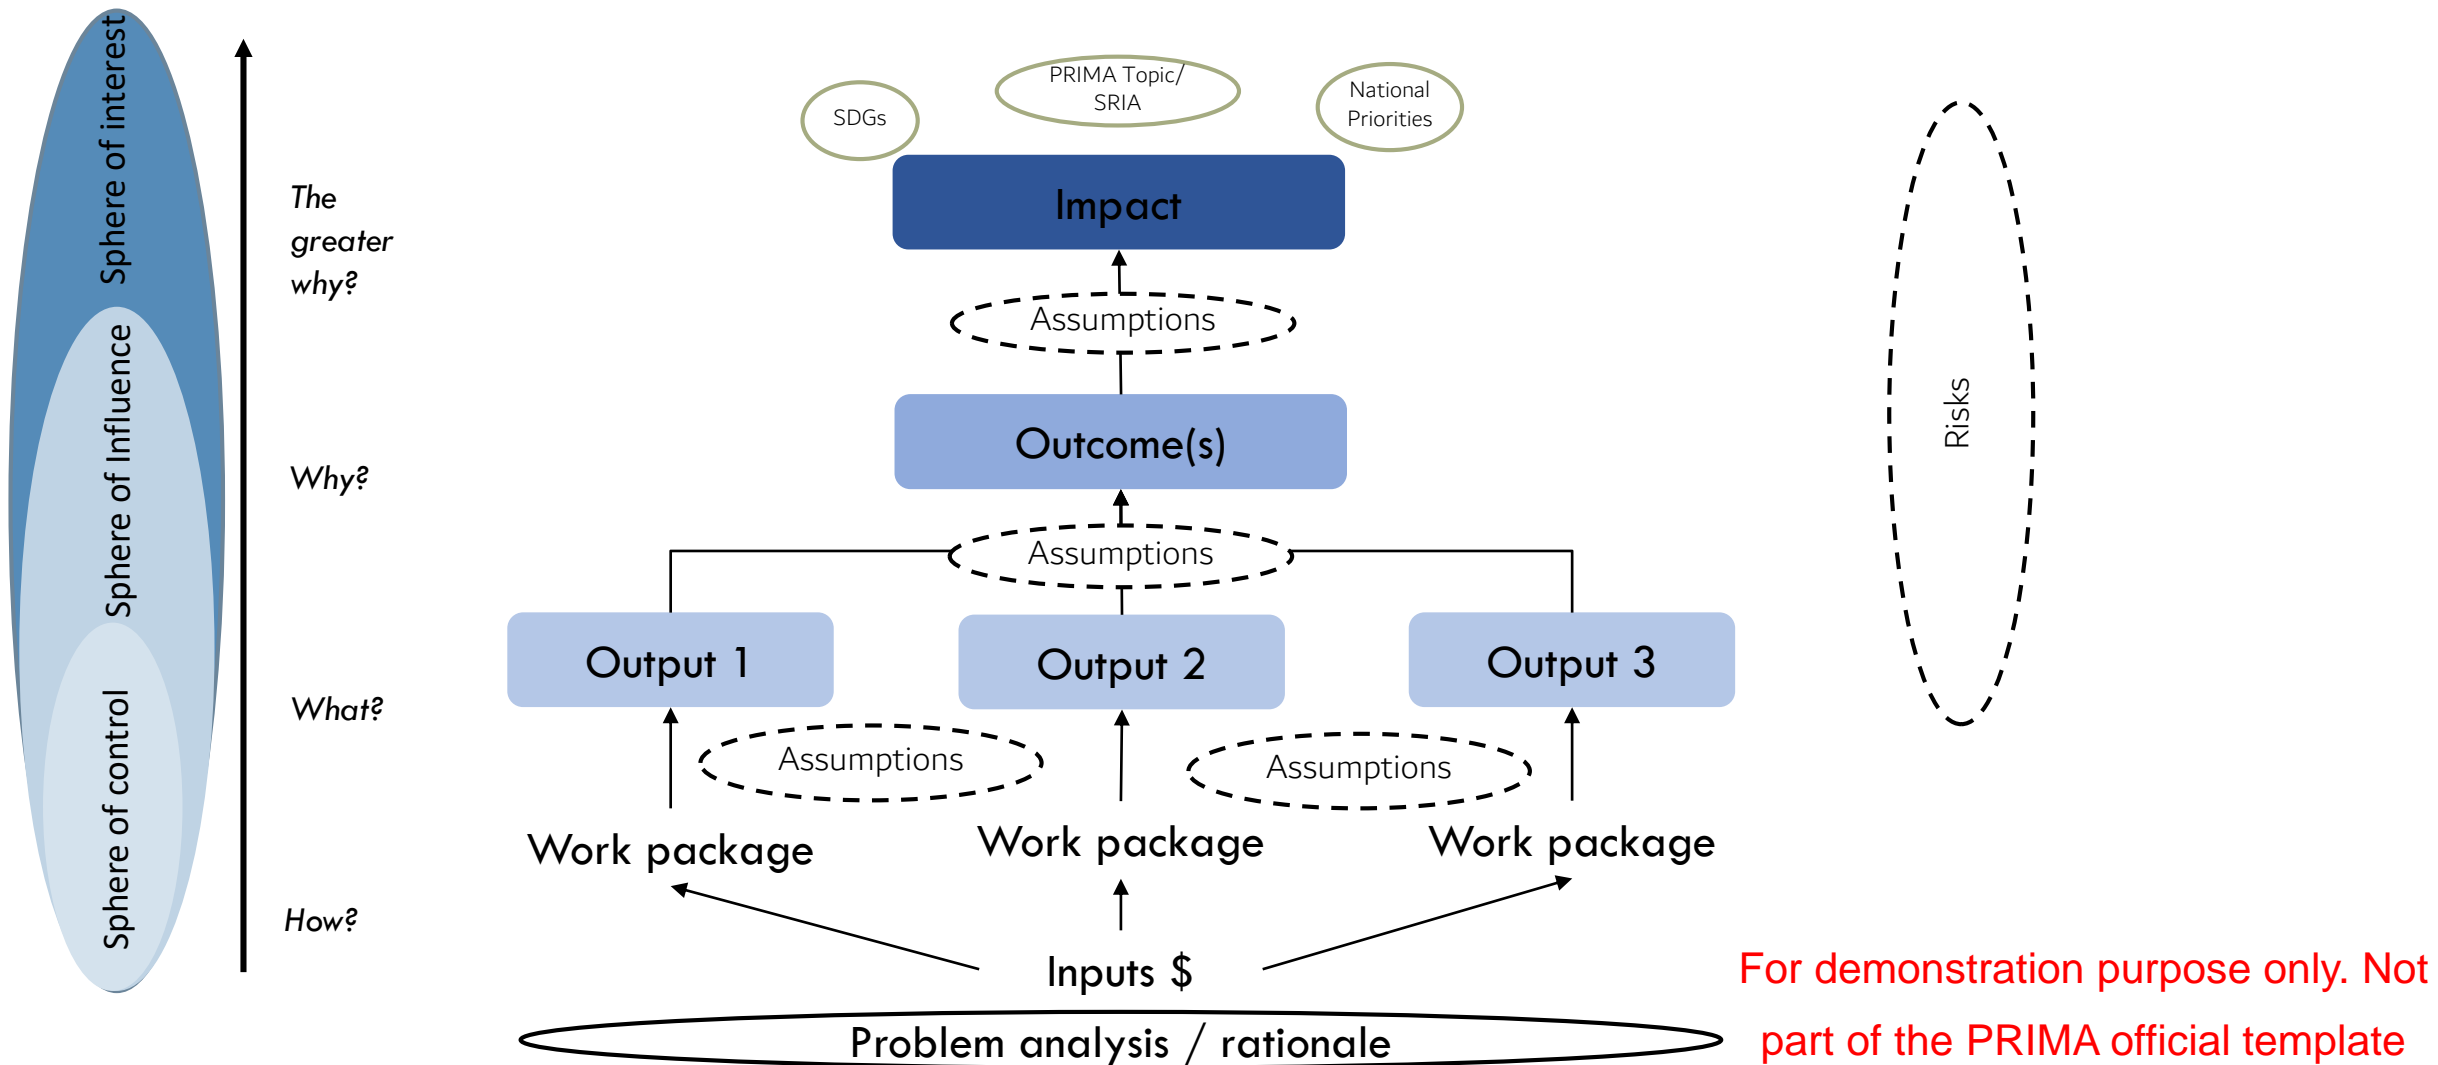 Sphere of interest
Sphere of Influence
Sphere of control
The
greater
why?
Why?
What?
How?
SDGs
PRIMA Topic/
SRIA
National
Priorities
Impact
Assumptions
Outcome(s)
Assumptions
Output 1
Output 2
Output 3
Assumptions
Assumptions
Work package
Work package
Work package
Inputs $
Problem analysis / rationale
Risks
For demonstration purpose only. Not
part of the PRIMA official template